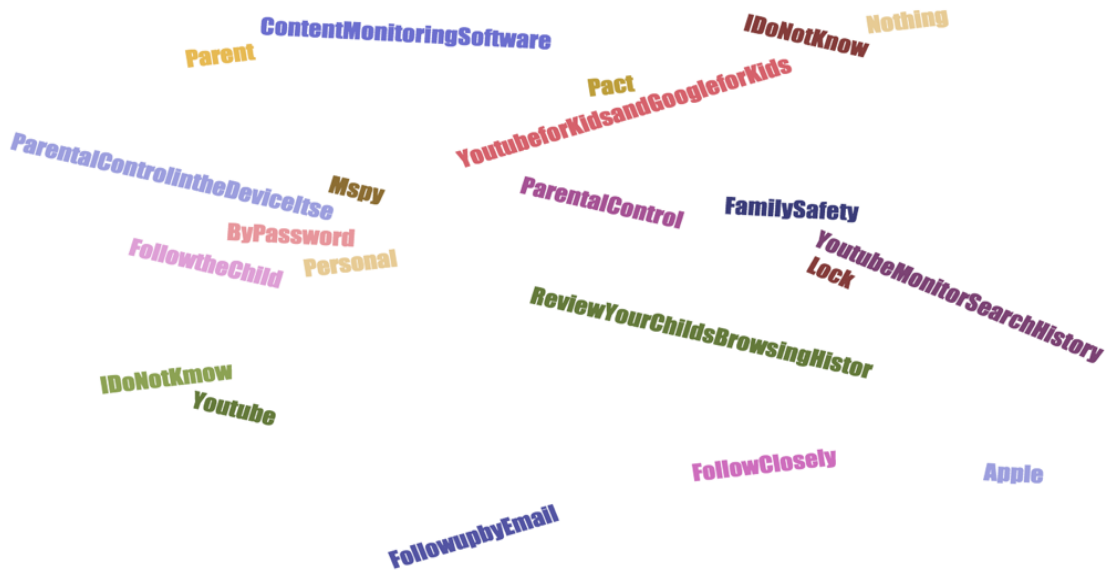 ContentMonitoringSoftware
IDoNotKnow
Nothing
Parent
Pact
YoutubeforKidsandGoogleforKids
ParentalControlintheDeviceItse
Mspy
ParentalControl
FamilySafety
ByPassword
FollowtheChild
Personal
YoutubeMonitorSearchHistory
Lock
ReviewYourChildsBrowsingHistor
IDoNotKmow
Youtube
FollowClosely
Apple
FollowupbyEmail